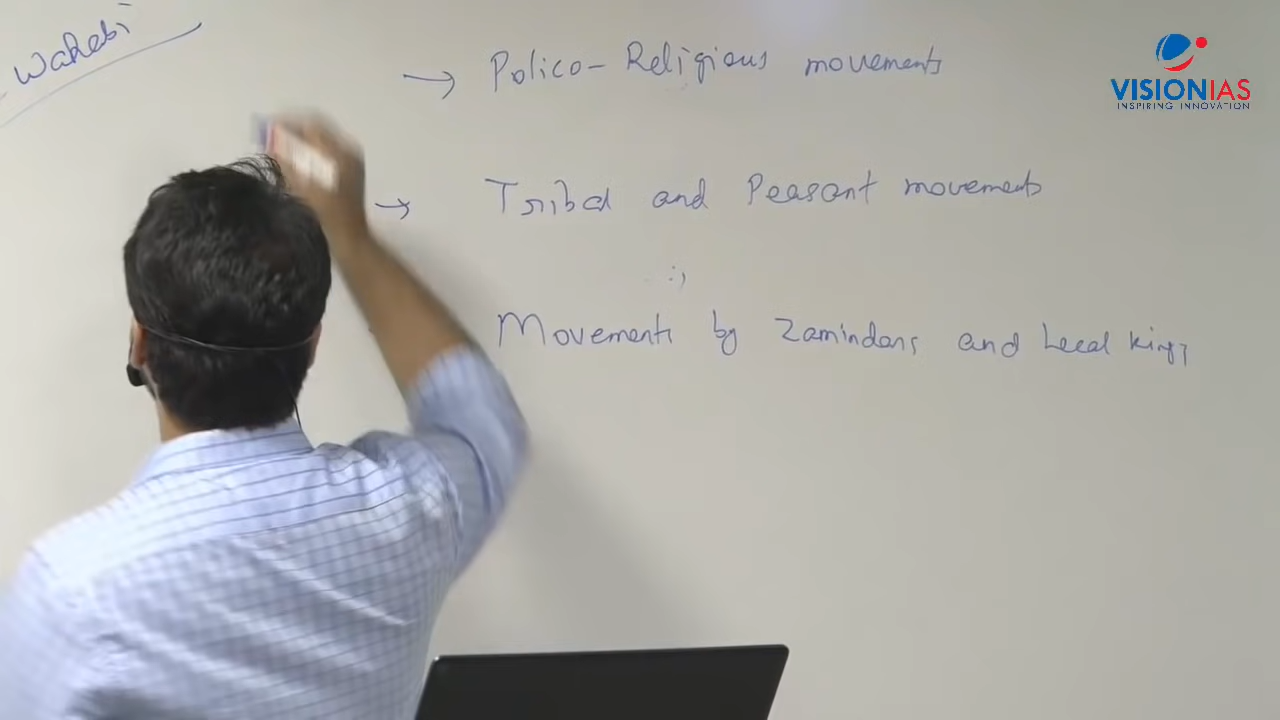 Wahabi
→ Polico-Religious movements
VISIONIAS
INSPIRING INNOVATION
→ Tribal and Peasant movements
Movements by Zamindars and Local kings